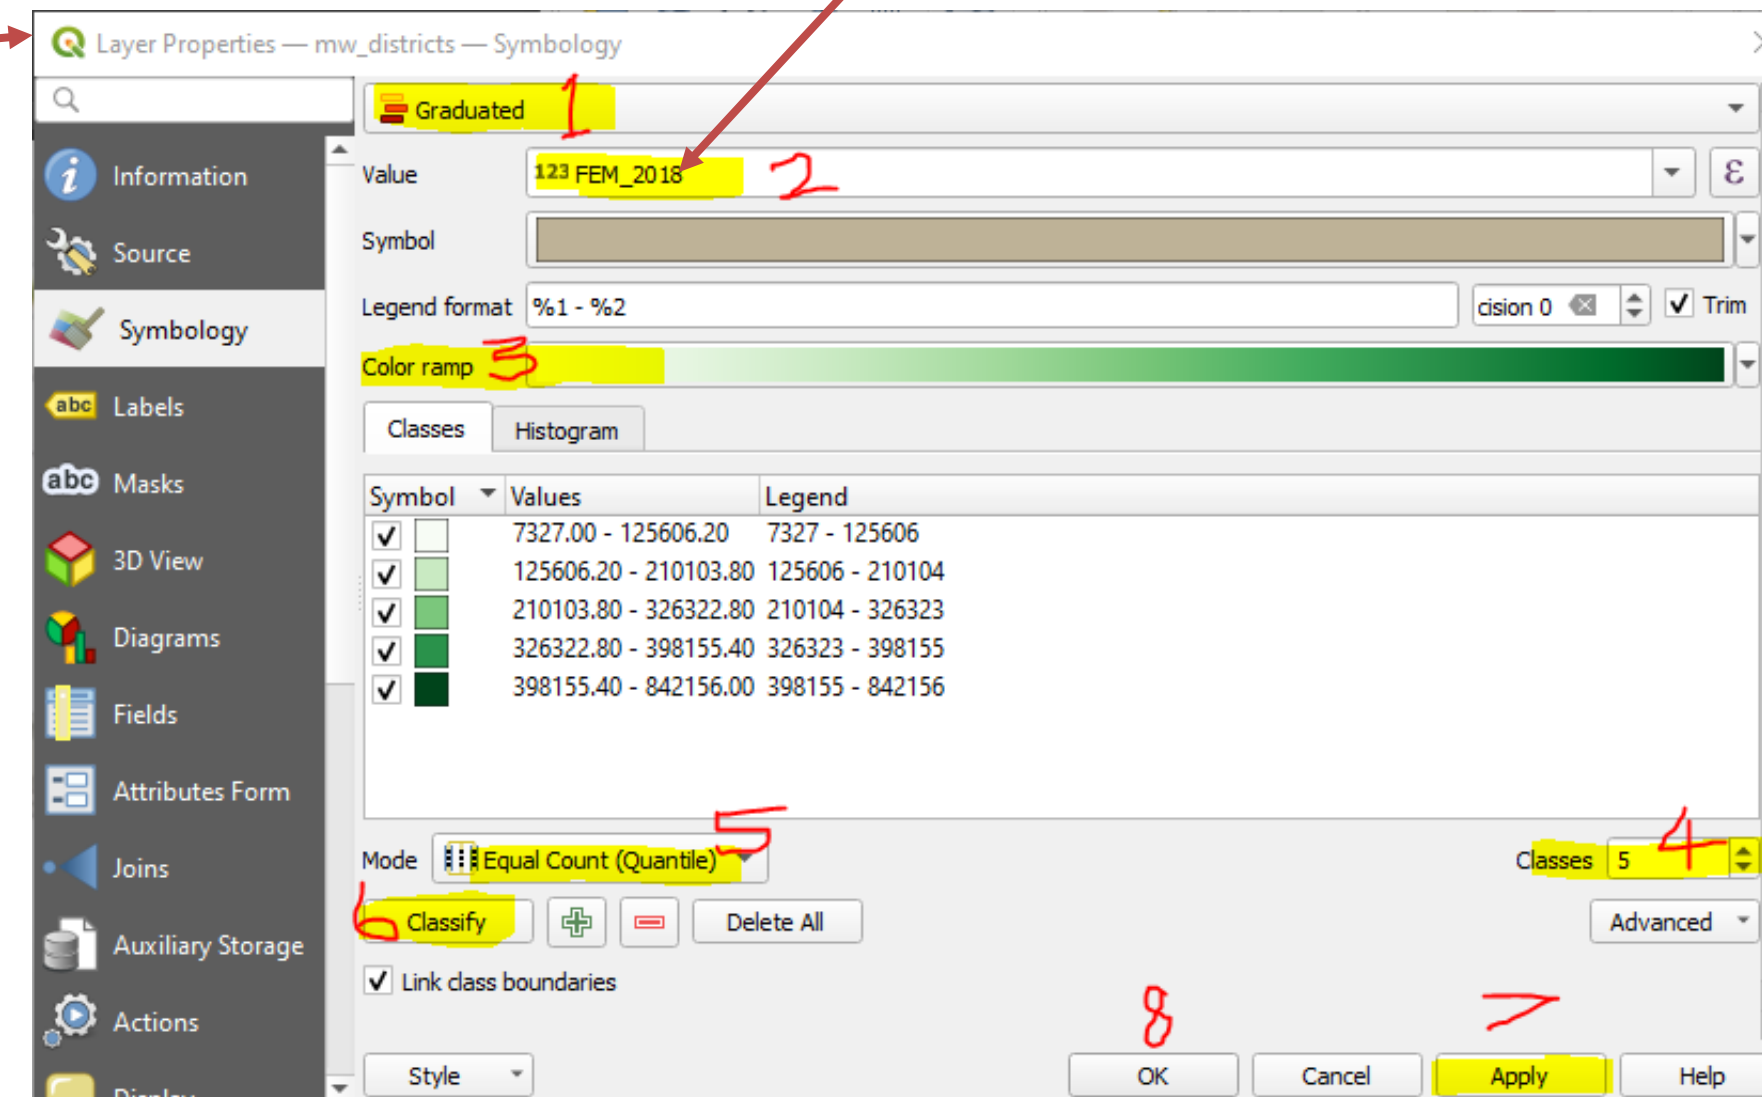 Layer Properties — mw_districts — Symbology
Graduated 1
Information
Value 123 FEM_2018 2 ε
Source
Symbol
Symbology
Legend format %1 - %2 cision 0 Trim
Color ramp 3
abc Labels
Classes Histogram
abc Masks
Symbol Values Legend
7327.00 - 125606.20 7327 - 125606
3D View
125606.20 - 210103.80 125606 - 210104
210103.80 - 326322.80 210104 - 326323
Diagrams
326322.80 - 398155.40 326323 - 398155
398155.40 - 842156.00 398155 - 842156
Fields
Attributes Form
Mode Equal Count (Quantile) 5 Classes 5 4
Joins
6 Classify Delete All Advanced
Auxiliary Storage
Link class boundaries
Actions
8 7
Style OK Cancel Apply Help
Display